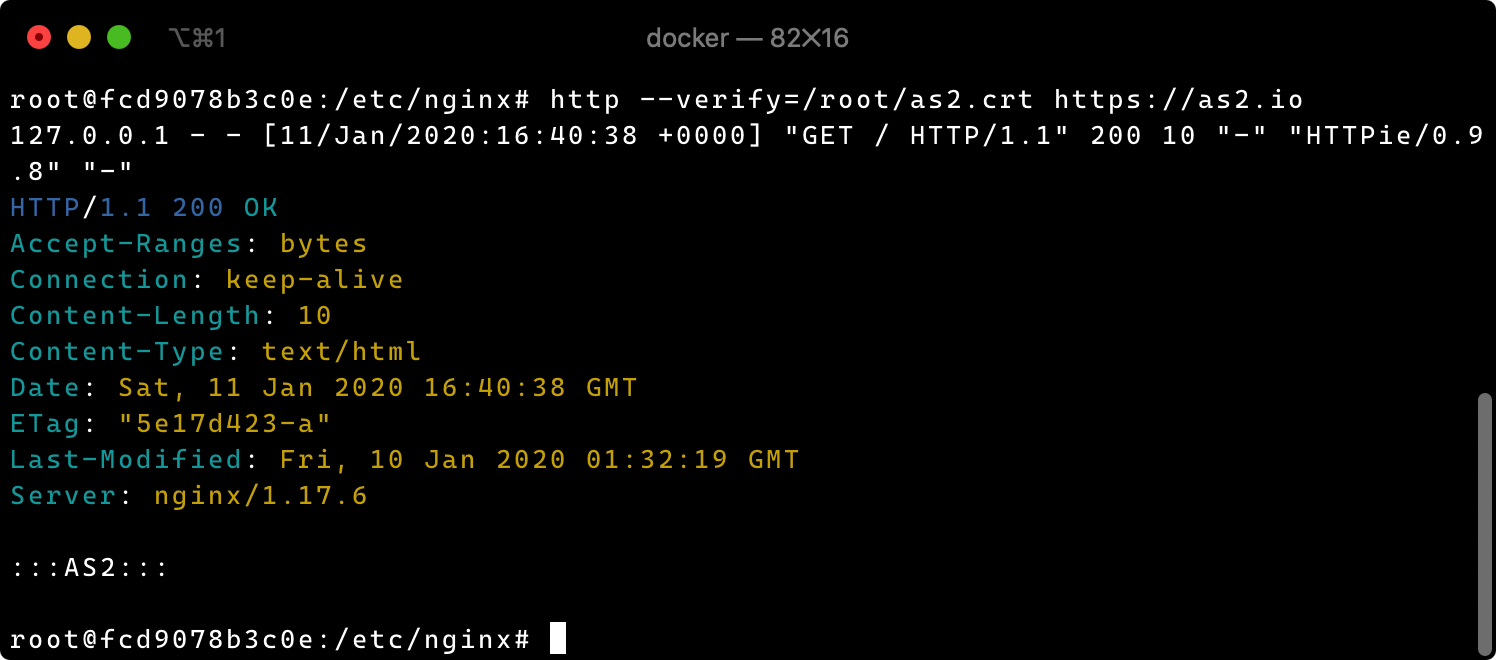 ⌥⌘1
docker — 82×16
root@fcd9078b3c0e:/etc/nginx# http --verify=/root/as2.crt https://as2.io
127.0.0.1 - - [11/Jan/2020:16:40:38 +0000] "GET / HTTP/1.1" 200 10 "-" "HTTPie/0.9
.8" "-"
HTTP/1.1 200 OK
Accept-Ranges: bytes
Connection: keep-alive
Content-Length: 10
Content-Type: text/html
Date: Sat, 11 Jan 2020 16:40:38 GMT
ETag: "5e17d423-a"
Last-Modified: Fri, 10 Jan 2020 01:32:19 GMT
Server: nginx/1.17.6
:::AS2:::
root@fcd9078b3c0e:/etc/nginx#